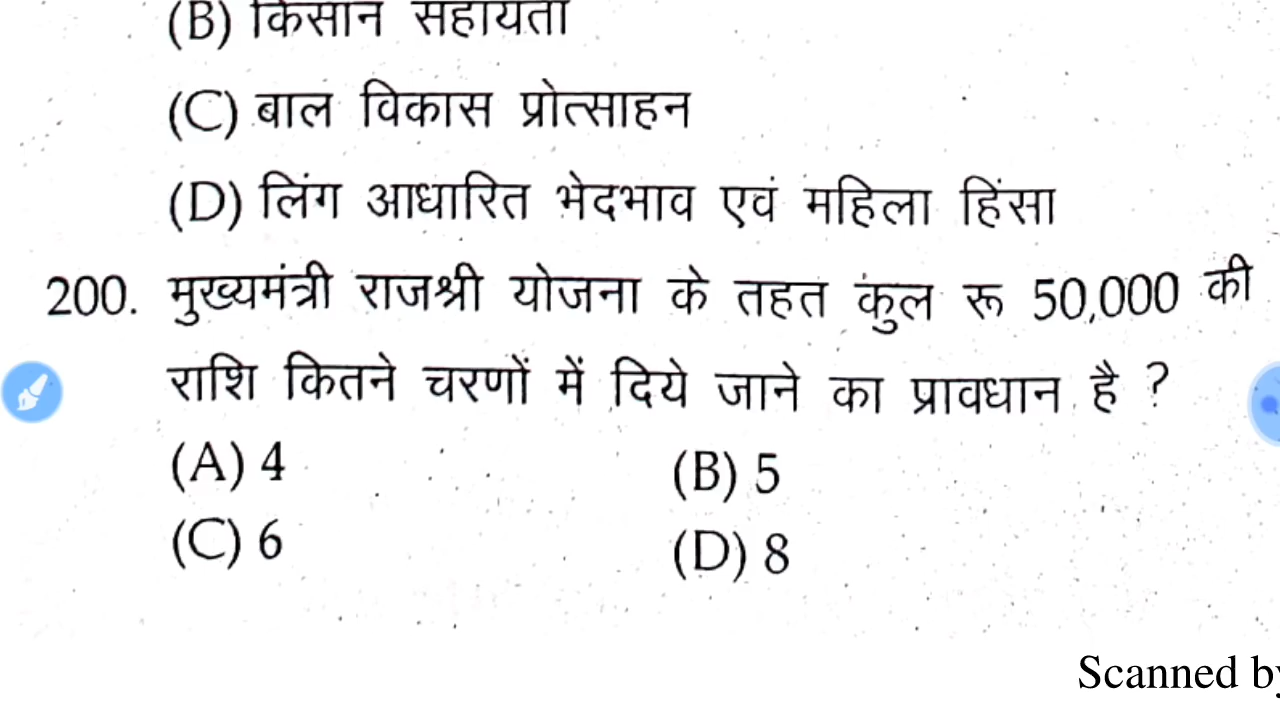 (B) किसान सहायता
(C) बाल विकास प्रोत्साहन
(D) लिंग आधारित भेदभाव एवं महिला हिंसा
200. मुख्यमंत्री राजश्री योजना के तहत कुल रू 50,000 की
राशि कितने चरणों में दिये जाने का प्रावधान है ?
(A) 4 (B) 5
(C) 6 (D) 8
Scanned by